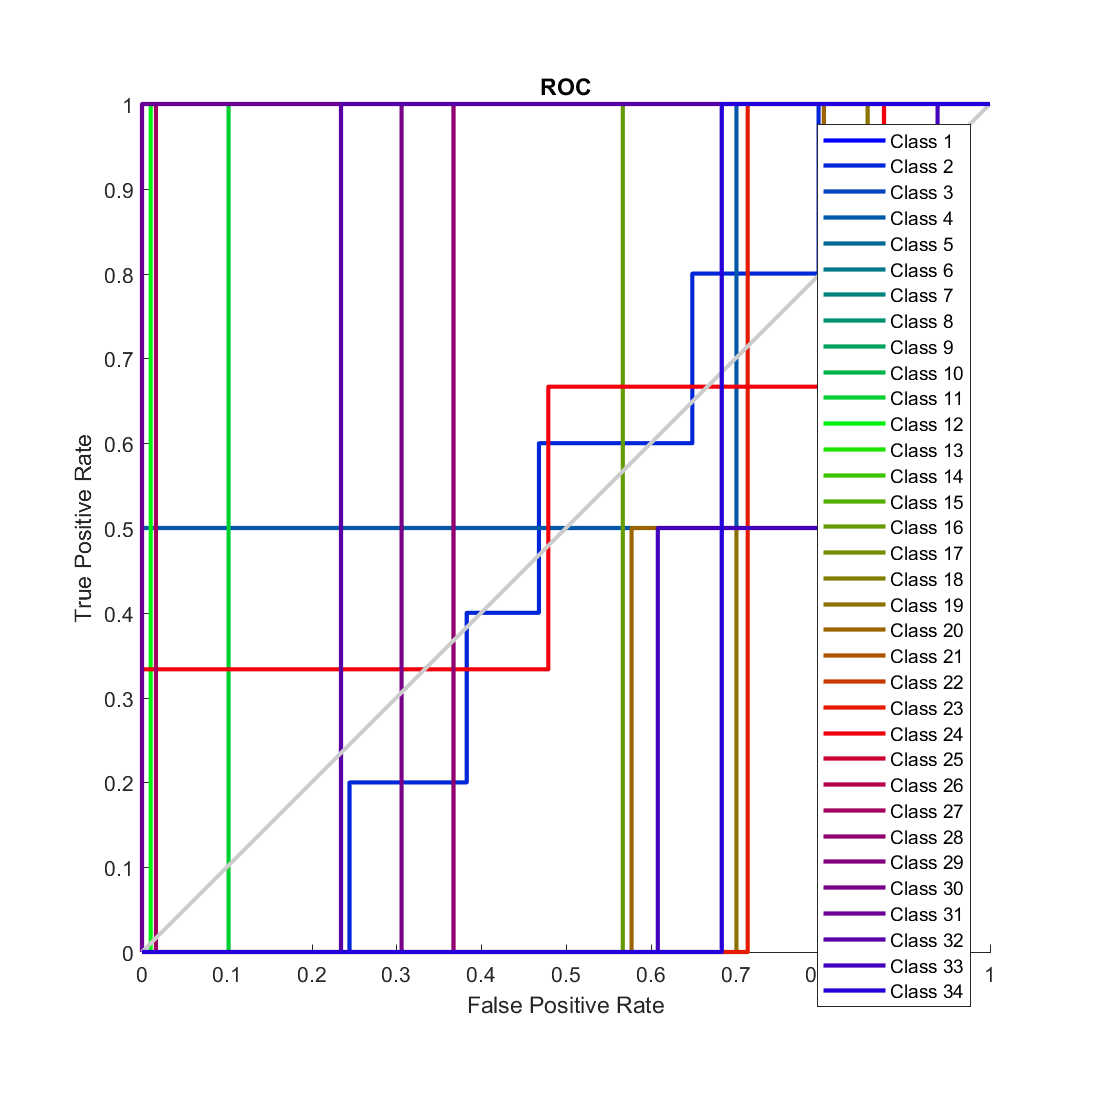 ROC
1
0.9
0.8
0.7
0.6
0.5
0.4
0.3
0.2
0.1
0
True Positive Rate
0 0.1 0.2 0.3 0.4 0.5 0.6 0.7 1
False Positive Rate
Class 1
Class 2
Class 3
Class 4
Class 5
Class 6
Class 7
Class 8
Class 9
Class 10
Class 11
Class 12
Class 13
Class 14
Class 15
Class 16
Class 17
Class 18
Class 19
Class 20
Class 21
Class 22
Class 23
Class 24
Class 25
Class 26
Class 27
Class 28
Class 29
Class 30
Class 31
Class 32
Class 33
Class 34